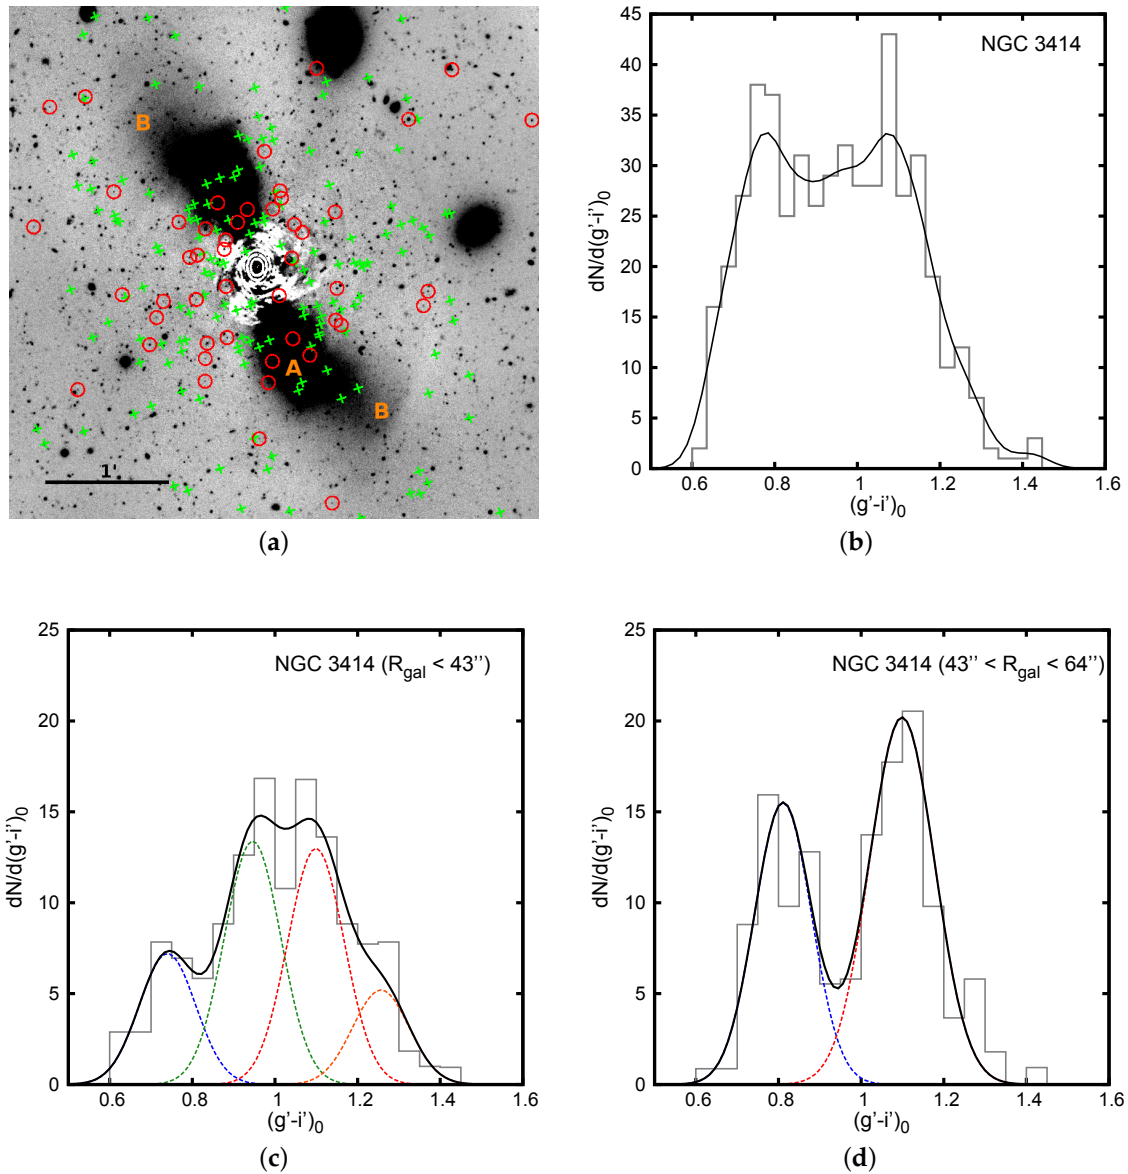 B
A
B
1'
(a)
NGC 3414
dN/d(g'-i')0
45
40
35
30
25
20
15
10
5
0
0.6 0.8 1 1.2 1.4 1.6
(g'-i')0
(b)
NGC 3414 (Rgal < 43'')
dN/d(g'-i')0
25
20
15
10
5
0
0.6 0.8 1 1.2 1.4 1.6
(g'-i')0
(c)
NGC 3414 (43'' < Rgal < 64'')
dN/d(g'-i')0
25
20
15
10
5
0
0.6 0.8 1 1.2 1.4 1.6
(g'-i')0
(d)